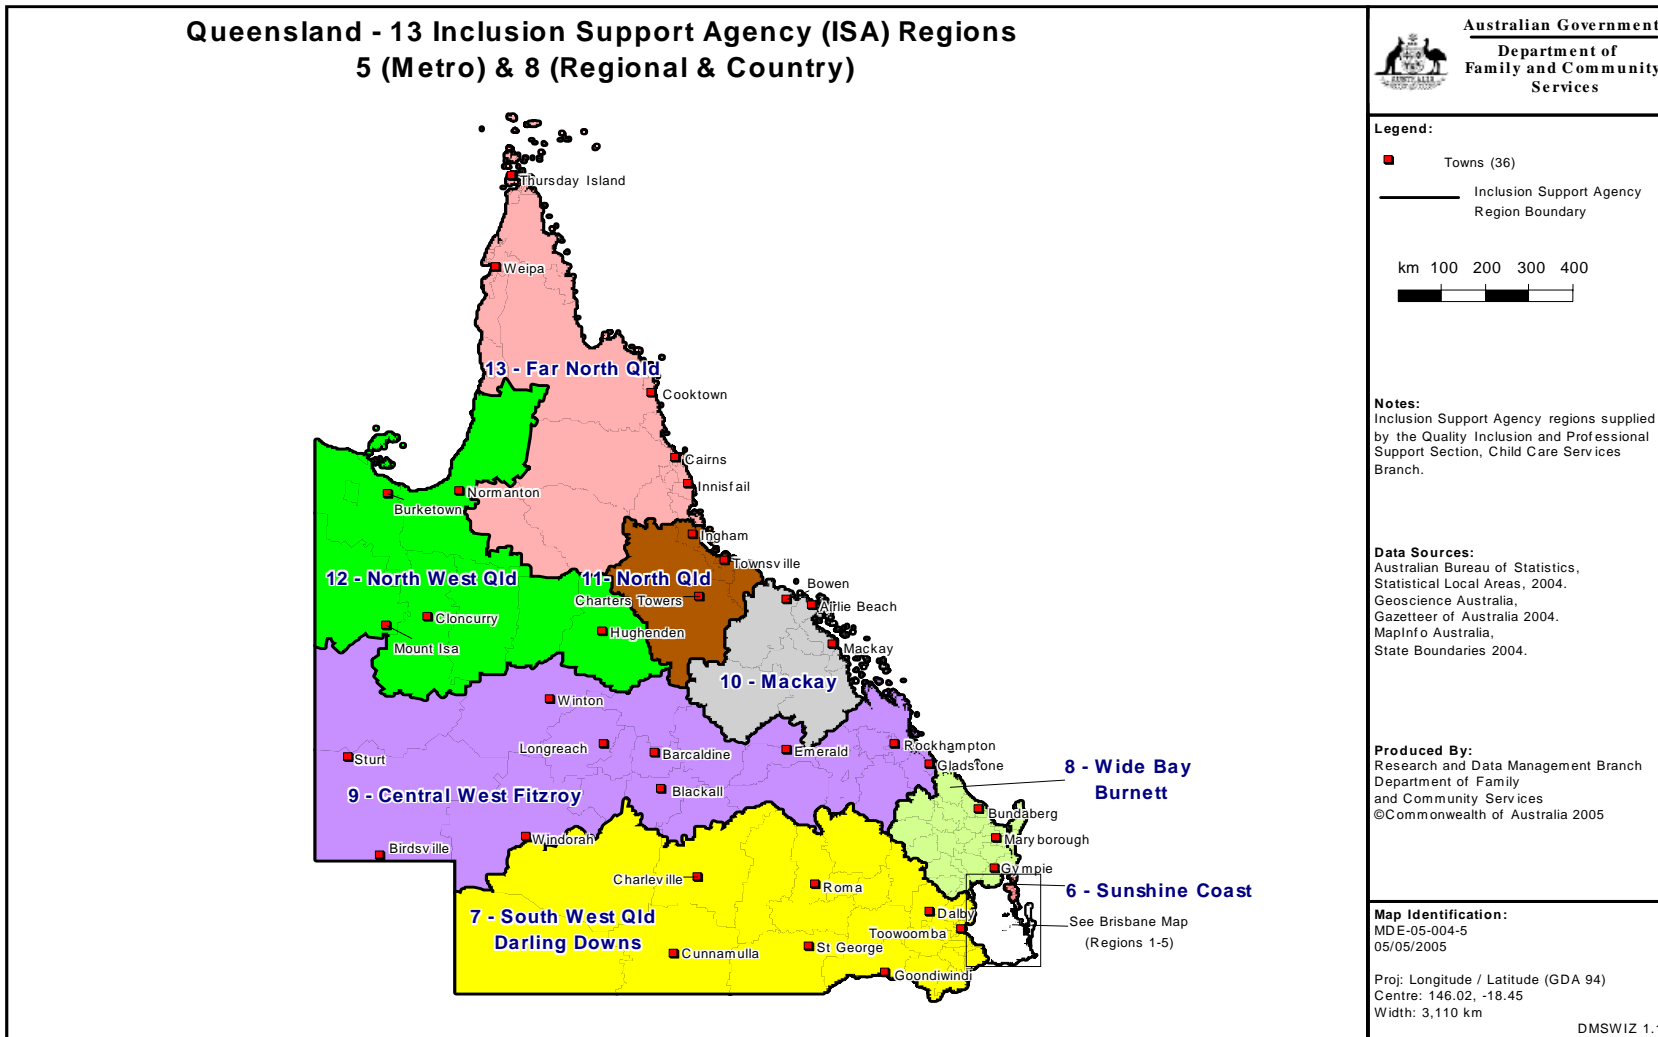 Queensland - 13 Inclusion Support Agency (ISA) Regions
5 (Metro) & 8 (Regional & Country)
Australian Government
Department of
Family and Community
Services
AUSTRALIA
Legend:
Towns (36)
Inclusion Support Agency
Region Boundary
km 100 200 300 400
Notes:
Inclusion Support Agency regions supplied
by the Quality Inclusion and Professional
Support Section, Child Care Services
Branch.
Data Sources:
Australian Bureau of Statistics,
Statistical Local Areas, 2004.
Geoscience Australia,
Gazetteer of Australia 2004.
MapInfo Australia,
State Boundaries 2004.
Produced By:
Research and Data Management Branch
Department of Family
and Community Services
©Commonwealth of Australia 2005
Map Identification:
MDE-05-004-5
05/05/2005
Proj: Longitude / Latitude (GDA 94)
Centre: 146.02, -18.45
Width: 3,110 km
DMSWIZ 1.1
Thursday Island
Weipa
13 - Far North Qld
Cooktown
Cairns
Innisfail
Normanton
Burketown
Ingham
Townsville
12 - North West Qld
11- North Qld
Bowen
Charters Towers
Airlie Beach
Cloncurry
Hughenden
Mount Isa
Mackay
10 - Mackay
Winton
Longreach
Barcaldine
Emerald
Rockhampton
Sturt
Gladstone
8 - Wide Bay
Burnett
9 - Central West Fitzroy
Blackall
Bundaberg
Windorah
Maryborough
Birdsville
Gympie
Charleville
Roma
6 - Sunshine Coast
7 - South West Qld
Darling Downs
Dalby
See Brisbane Map
(Regions 1-5)
Toowoomba
St George
Cunnamulla
Goondiwindi